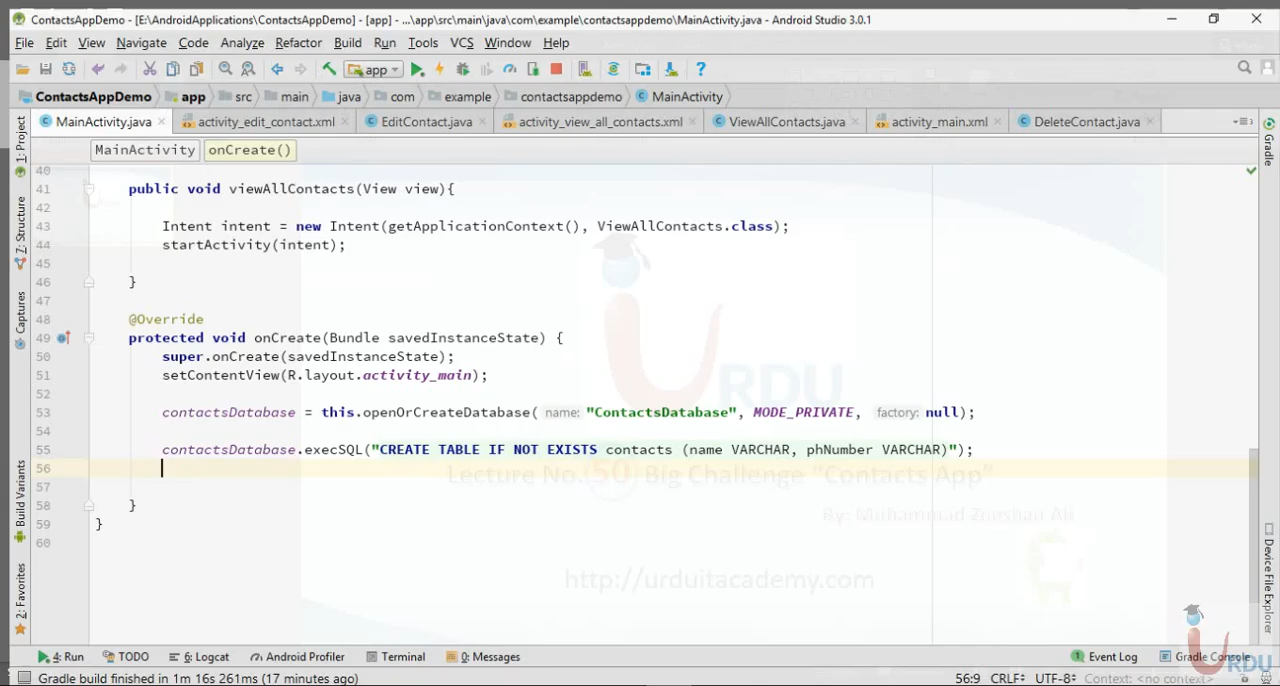 ContactsAppDemo - [E:\AndroidApplications\ContactsAppDemo] - [app] - ...\app\src\main\java\com\example\contactsappdemo\MainActivity.java - Android Studio 3.0.1
File Edit View Navigate Code Analyze Refactor Build Run Tools VCS Window Help
app
ContactsAppDemo app src main java com example contactsappdemo MainActivity
MainActivity.java activity_edit_contact.xml EditContact.java activity_view_all_contacts.xml ViewAllContacts.java activity_main.xml DeleteContact.java
MainActivity onCreate()
1: Project
7: Structure
Captures
Build Variants
2: Favorites
Gradle
Device File Explorer
40
41 public void viewAllContacts(View view){
42
43 Intent intent = new Intent(getApplicationContext(), ViewAllContacts.class);
44 startActivity(intent);
45
46 }
47
48 @Override
49 protected void onCreate(Bundle savedInstanceState) {
50 super.onCreate(savedInstanceState);
51 setContentView(R.layout.activity_main);
52
53 contactsDatabase = this.openOrCreateDatabase( name: "ContactsDatabase", MODE_PRIVATE, factory: null);
54
55 contactsDatabase.execSQL("CREATE TABLE IF NOT EXISTS contacts (name VARCHAR, phNumber VARCHAR)");
56
57
58 }
59 }
60
URDU
Lecture No. 50 Big Challenge "Contacts App"
By: Muhammad Zeeshan Ali
http://urduitacademy.com
URDU
4: Run TODO 6: Logcat Android Profiler Terminal 0: Messages 1 Event Log Gradle Console
Gradle build finished in 1m 16s 261ms (17 minutes ago) 56:9 CRLF UTF-8 Context: <no context>